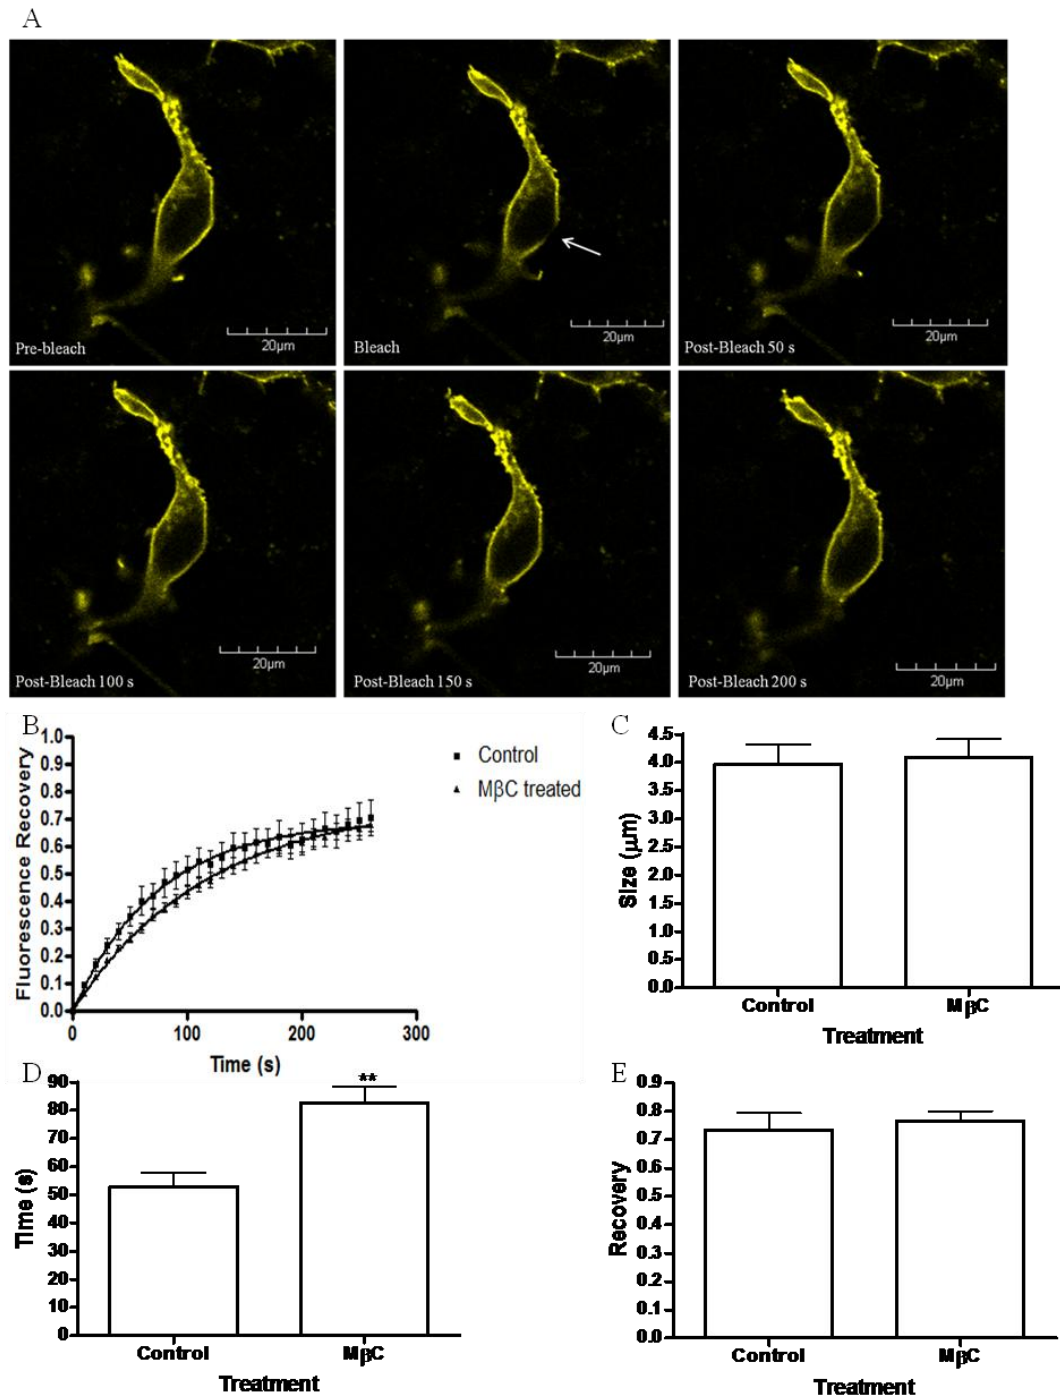 A
20µm
Pre-bleach
20µm
Bleach
20µm
Post-Bleach 50 s
20µm
Post-Bleach 100 s
20µm
Post-Bleach 150 s
20µm
Post-Bleach 200 s
B
Fluorescence Recovery
1.0
0.9
0.8
0.7
0.6
0.5
0.4
0.3
0.2
0.1
0.0
0 100 200 300
Time (s)
Control
MβC treated
C
Size (µm)
4.5
4.0
3.5
3.0
2.5
2.0
1.5
1.0
0.5
0.0
Control MβC
Treatment
D
Time (s)
90
80
70
60
50
40
30
20
10
0
**
Control MβC
Treatment
E
Recovery
0.9
0.8
0.7
0.6
0.5
0.4
0.3
0.2
0.1
0.0
Control MβC
Treatment